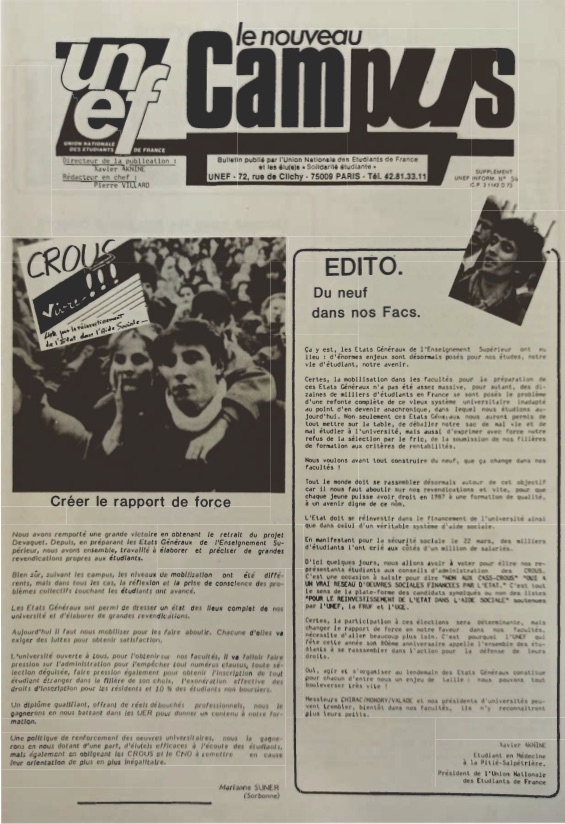 le nouveau
Campus
unef
UNION NATIONALE
DES ETUDIANTS DE FRANCE
Directeur de la publication :
Xavier AKNINE
Rédacteur en chef :
Pierre VILLARD
Bulletin publié par l'Union Nationale des Etudiants de France
et les élu(e)s « Solidarité étudiante »
UNEF - 72, rue de Clichy - 75009 PARIS - Tél. 42.81.33.11
SUPPLEMENT
UNEF INFORM. N°
CROUS
Vivre !!!
de l'Etat dans l'Aide Sociale
Créer le rapport de force
Nous avons remporté une grande victoire en obtenant le retrait du projet
Devaquet. Depuis, en préparant les Etats Généraux de l'Enseignement Su-
périeur, nous avons ensemble, travaillé à élaborer et préciser de grandes
revendications propres aux étudiants.
Bien sûr, suivant les campus, les niveaux de mobilisation ont été diffé-
rents, mais dans tous les cas, la réflexion et la prise de conscience des pro-
blèmes collectifs touchant les étudiants ont avancé.
Les Etats Généraux ont permi de dresser un état des lieux complet de nos
université et d'élaborer de grandes revendications.
Aujourd'hui il faut nous mobiliser pour les faire aboutir. Chacune d'elles va
exiger des luttes pour obtenir satisfaction.
L'université ouverte à tous, pour l'obtenir sur nos facultés, il va falloir faire
pression sur l'administration pour l'empêcher tout numérus clausus, toute sé-
lection déguisée, faire pression également pour obtenir l'inscription de tout
étudiant étranger dans la filière de son choix, l'exonération effective des
droits d'inscription pour les résidents et 10 % des étudiants nos boursiers.
Un diplôme qualifiant, offrant de réels débouchés professionnels, nous le
gagnerons en nous battant dans les UER pour donner un contenu à notre for-
mation.
Une politique de renforcement des oeuvres universitaires, nous la gagne-
rons en nous dotant d'une part, d'élu(e)s efficaces à l'écoute des étudiants,
mais également en obligeant les CROUS et le CNO à remettre en cause
leur orientation de plus en plus inégalitaire.
Marianne SUNER
(Sorbonne)
EDITO.
Du neuf
dans nos Facs.
Ca y est, les Etats Généraux de l'Enseignement Supérieur ont eu
lieu : d'énormes enjeux sont désormais posés pour nos études, notre
vie d'étudiant, notre avenir.
Certes, la mobilisation dans les facultés pour la préparation de
ces Etats Généraux n'a pas été assez massive, pour autant, des di-
zaines de milliers d'étudiants en France se sont posés le problème
d'une refonte complète de ce vieux système universitaire inadapté
au point d'en devenir anachronique, dans lequel nous étudions au-
jourd'hui. Non seulement ces Etats Généraux nous auront permis de
tout mettre sur la table, de déballer notre sac de mal vie et de
mal étudier à l'université, mais aussi d'exprimer avec force notre
refus de la sélection par le fric, de la soumission de nos filières
de formation aux critères de rentabilités.
Nous voulons avant tout construire du neuf, que ça change dans nos
facultés !
Tout le monde doit se rassembler désormais autour de cet objectif
car il nous faut aboutir sur nos revendications et vite, pour que
chaque jeune puisse avoir droit en 1987 à une formation de qualité,
à un avenir digne de ce nom.
L'Etat doit se réinvestir dans le financement de l'université ainsi
que dans celui d'un véritable système d'aide sociale.
En manifestant pour la sécurité sociale le 22 mars, des milliers
d'étudiants l'ont crié aux côtés d'un million de salariés.
D'ici quelques jours, nous allons avoir à voter pour élire nos re-
présentants étudiants aux conseils d'administration des CROUS.
C'est une occasion à saisir pour dire "NON AUX CASS-CROUS" "OUI A
UN VRAI RESEAU D'OEUVRES SOCIALES FINANCEES PAR L'ETAT." C'est tout
le sens de la plate-forme des candidats syndiqués ou non des listes
"POUR LE REINVESTISSEMENT DE L'ETAT DANS L'AIDE SOCIALE" soutenues
par l'UNEF, la FRUF et l'UGE.
Certes, la participation à ces élections sera déterminante, mais
changer le rapport de force en notre faveur dans nos facultés,
nécessite d'aller beaucoup plus loin. C'est pourquoi l'UNEF qui
fête cette année son 80ème anniversaire appelle l'ensemble des étu-
diants à se rassembler dans l'action pour la défense de leurs
droits.
Oui, agir et s'organiser au lendemain des Etats Généraux constitue
pour chacun d'entre nous un enjeu de taille : nous pouvons tout
bouleverser très vite !
Messieurs CHIRAC/MONORY/VALADE et nos présidents d'universités peu-
vent trembler, bientôt dans nos facultés, ils n'y reconnaîtront
plus leurs petits.
Xavier AKNINE
Etudiant en Médecine
à la Pitié-Salpétrière.
Président de l'Union Nationale
des Etudiants de France